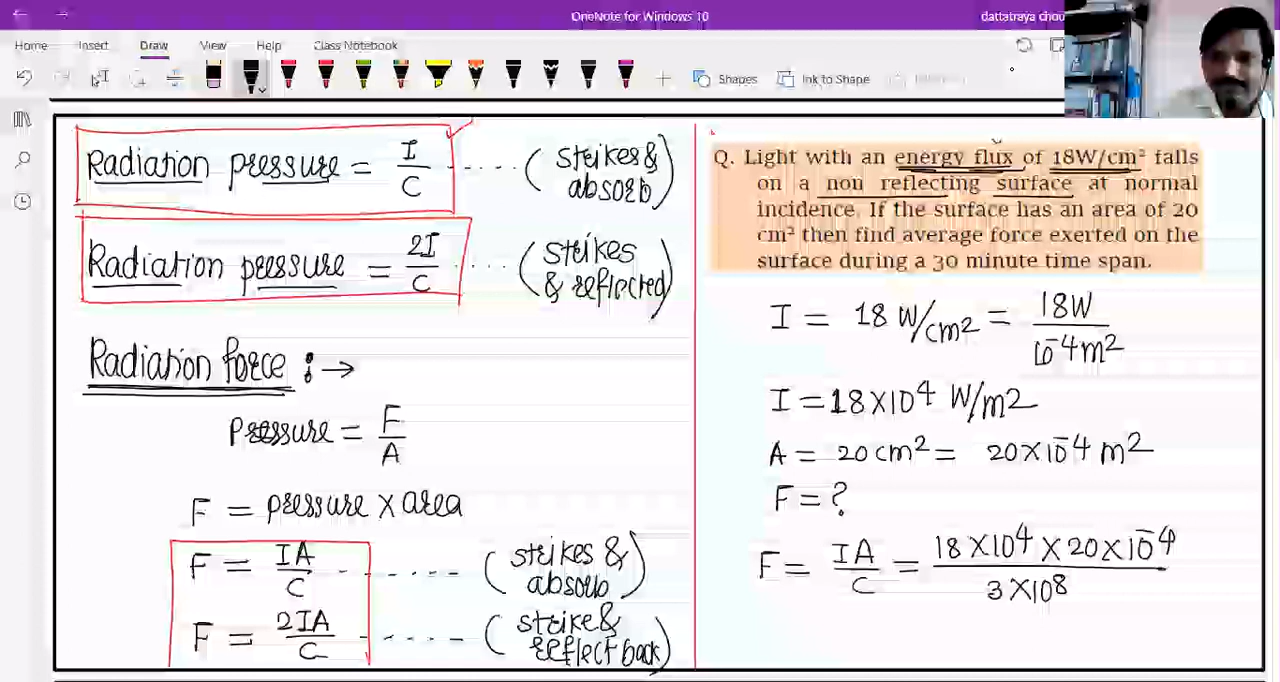 OneNote for Windows 10
dattatraya chou
Home Insert Draw View Help Class Notebook
Shapes Ink to Shape
Radiation pressure = I/C ..... (strikes & absorb)
Radiation pressure = 2I/C ..... (strikes & reflected)
Radiation force :→
Pressure = F/A
F = pressure × area
F = IA/C ------ (strikes & absorb)
F = 2IA/C ------ (strike & reflect back)
Q. Light with an energy flux of 18W/cm² falls
on a non reflecting surface at normal
incidence. If the surface has an area of 20
cm² then find average force exerted on the
surface during a 30 minute time span.
I = 18 W/cm2 = 18W/10⁻4m2
I = 18×10⁴ W/m2
A = 20 cm² = 20×10⁻4 m2
F = ?
F = IA/C = 18×10⁴ × 20×10⁻4 / 3×10⁸